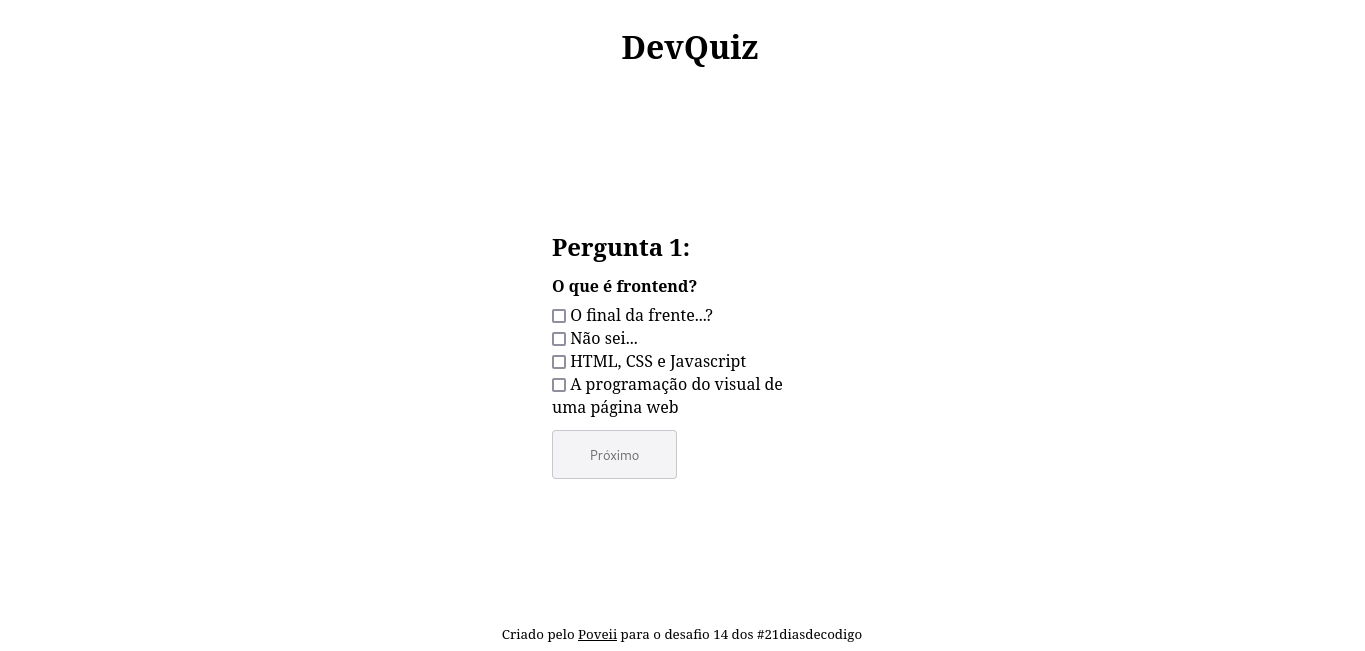 DevQuiz
Pergunta 1:
O que é frontend?
O final da frente...?
Não sei...
HTML, CSS e Javascript
A programação do visual de
uma página web
Próximo
Criado pelo Poveii para o desafio 14 dos #21diasdecodigo